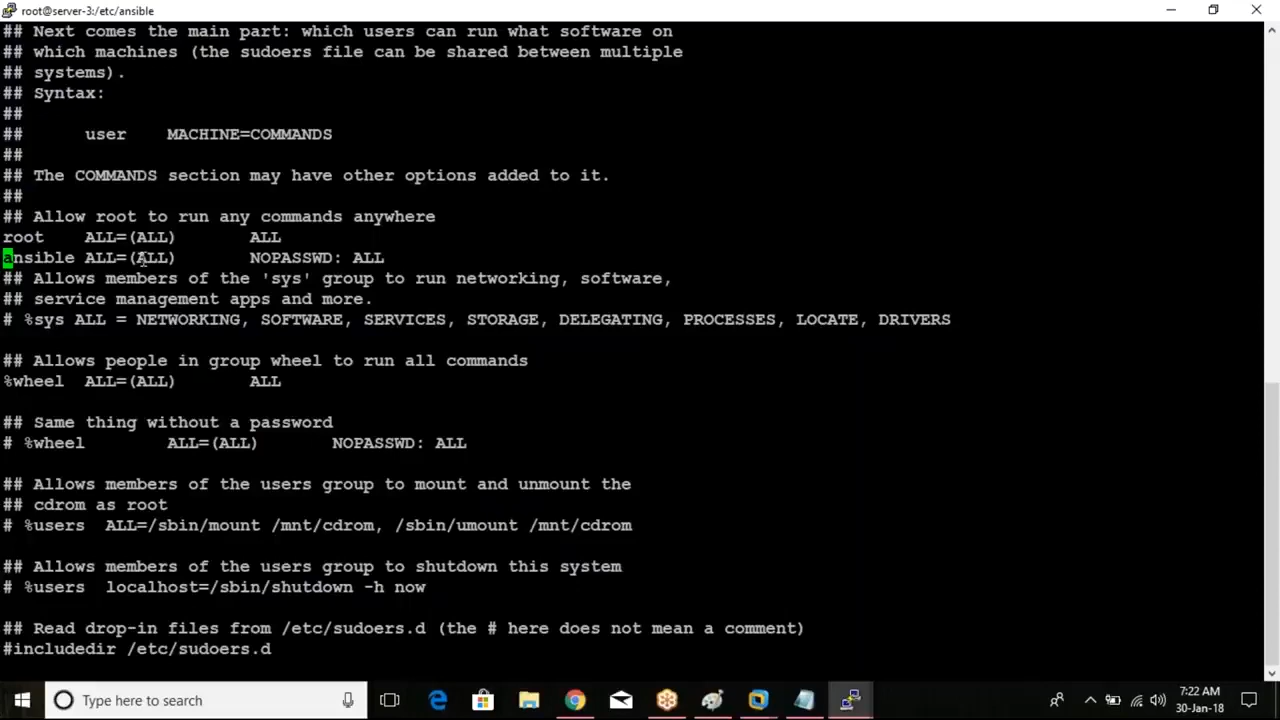 root@server-3:/etc/ansible
## Next comes the main part: which users can run what software on
## which machines (the sudoers file can be shared between multiple
## systems).
## Syntax:
##
##      user    MACHINE=COMMANDS
##
## The COMMANDS section may have other options added to it.
##
## Allow root to run any commands anywhere
root    ALL=(ALL)       ALL
ansible ALL=(ALL)       NOPASSWD: ALL
## Allows members of the 'sys' group to run networking, software,
## service management apps and more.
# %sys ALL = NETWORKING, SOFTWARE, SERVICES, STORAGE, DELEGATING, PROCESSES, LOCATE, DRIVERS
## Allows people in group wheel to run all commands
%wheel  ALL=(ALL)       ALL
## Same thing without a password
# %wheel        ALL=(ALL)       NOPASSWD: ALL
## Allows members of the users group to mount and unmount the
## cdrom as root
# %users  ALL=/sbin/mount /mnt/cdrom, /sbin/umount /mnt/cdrom
## Allows members of the users group to shutdown this system
# %users  localhost=/sbin/shutdown -h now
## Read drop-in files from /etc/sudoers.d (the # here does not mean a comment)
#includedir /etc/sudoers.d
Type here to search
7:22 AM
30-Jan-18